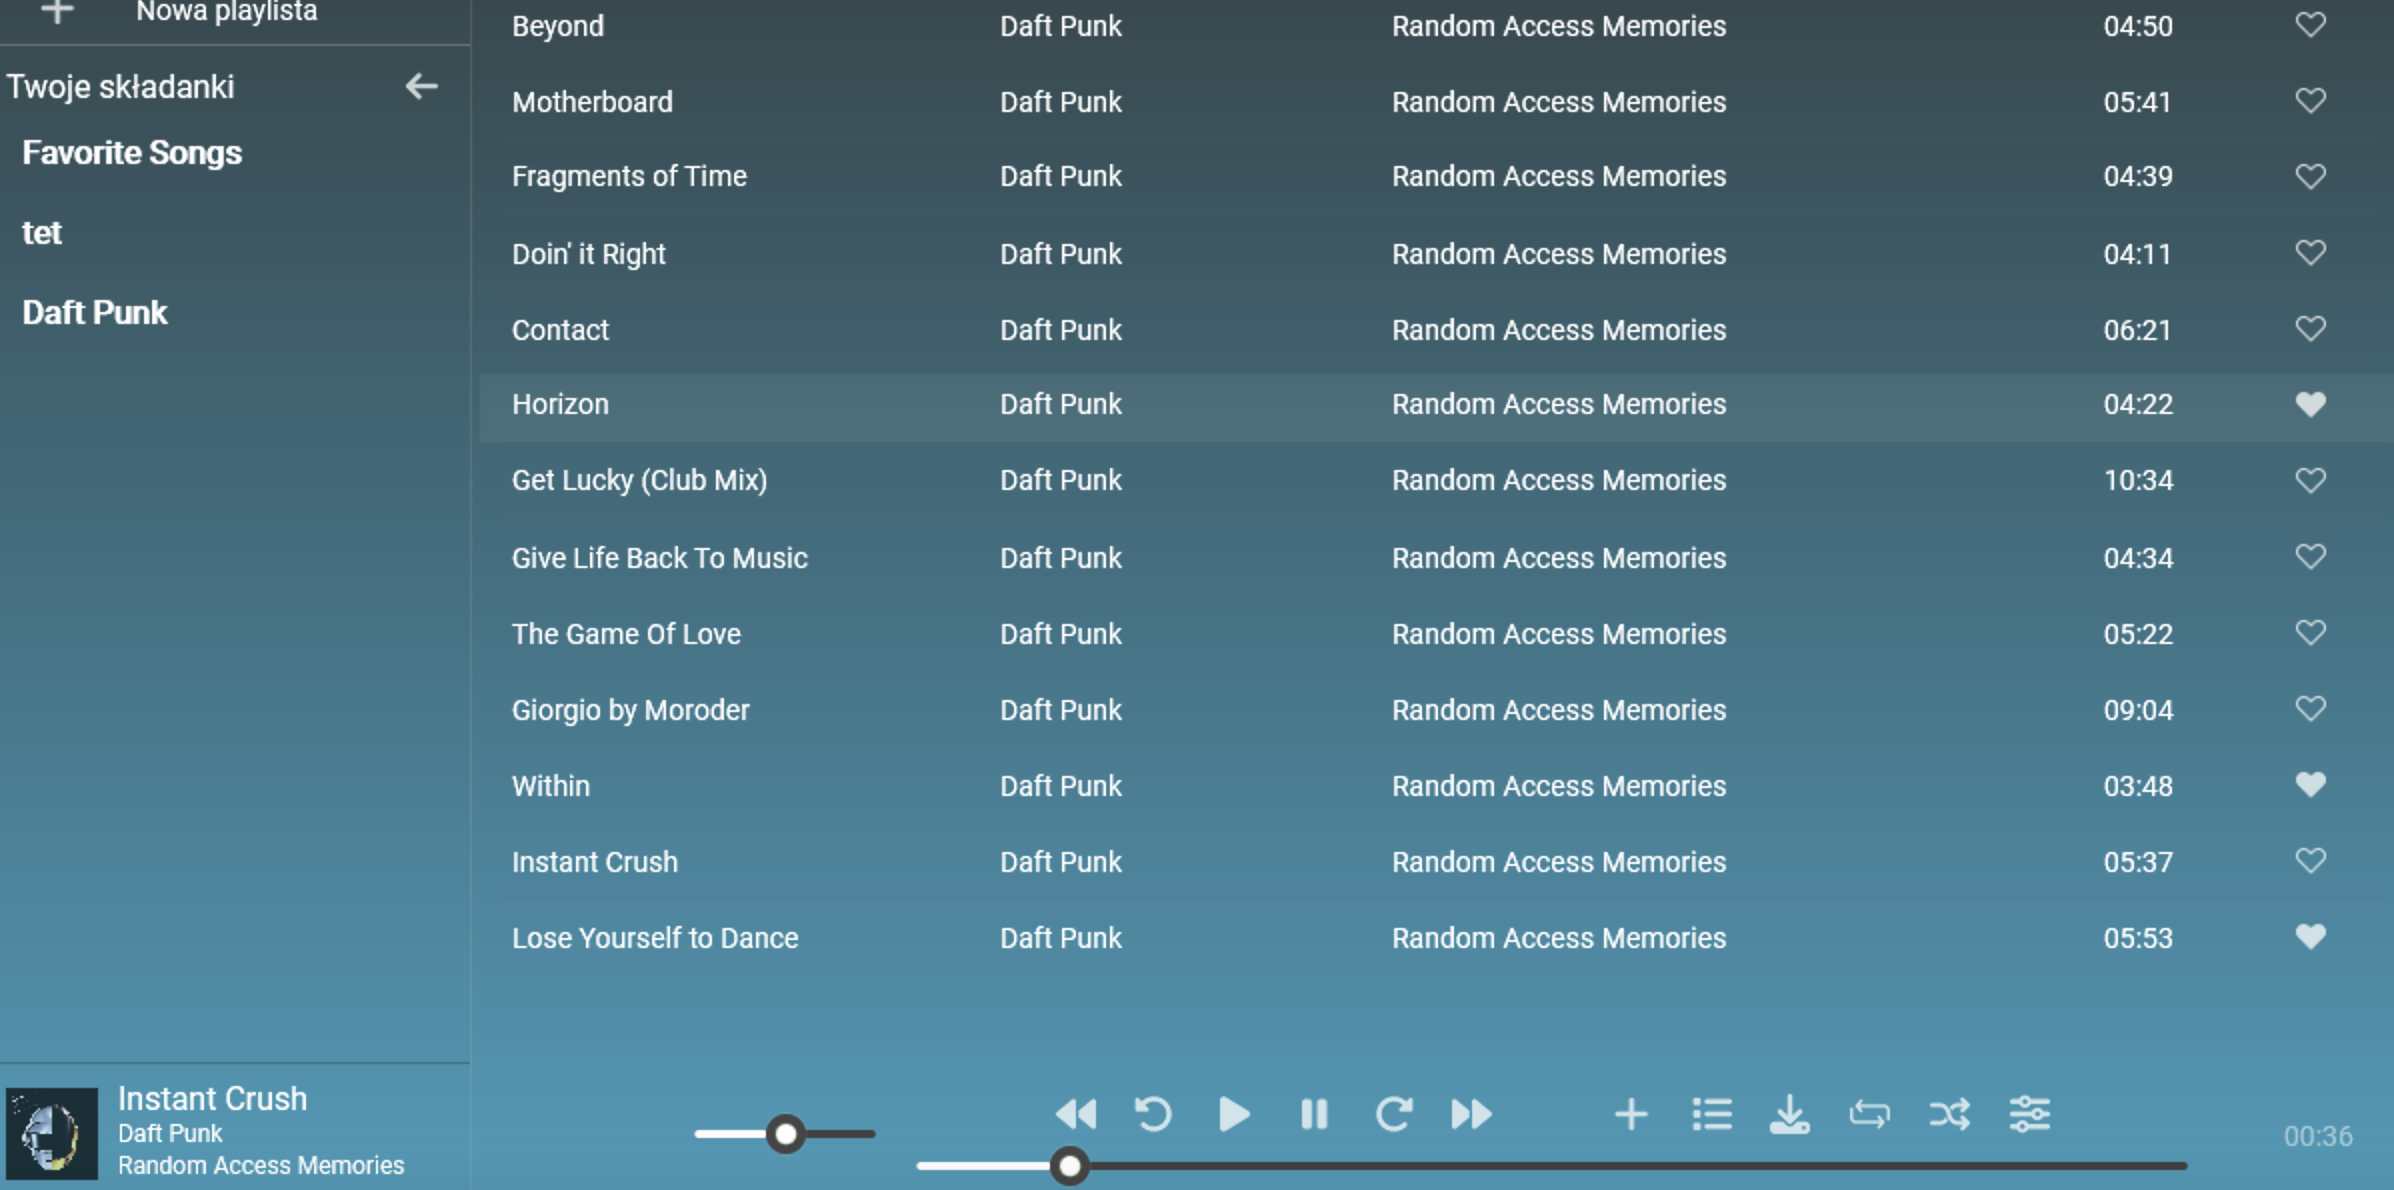 Nowa playlista
Twoje składanki
Favorite Songs
tet
Daft Punk
Beyond Daft Punk Random Access Memories 04:50
Motherboard Daft Punk Random Access Memories 05:41
Fragments of Time Daft Punk Random Access Memories 04:39
Doin' it Right Daft Punk Random Access Memories 04:11
Contact Daft Punk Random Access Memories 06:21
Horizon Daft Punk Random Access Memories 04:22
Get Lucky (Club Mix) Daft Punk Random Access Memories 10:34
Give Life Back To Music Daft Punk Random Access Memories 04:34
The Game Of Love Daft Punk Random Access Memories 05:22
Giorgio by Moroder Daft Punk Random Access Memories 09:04
Within Daft Punk Random Access Memories 03:48
Instant Crush Daft Punk Random Access Memories 05:37
Lose Yourself to Dance Daft Punk Random Access Memories 05:53
Instant Crush
Daft Punk
Random Access Memories
00:36